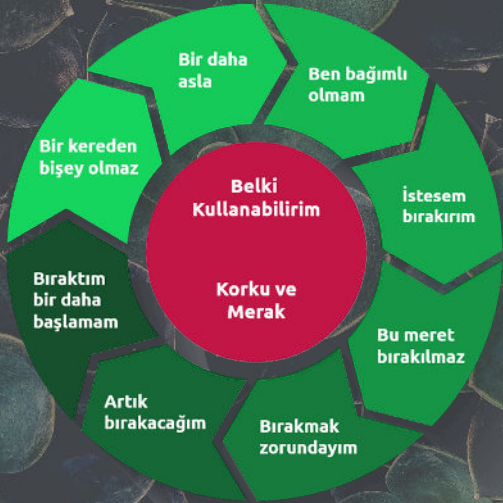 Bir daha
asla
Ben bağımlı
olmam
İstesem
bırakırım
Bu meret
bırakılmaz
Bırakmak
zorundayım
Artık
bırakacağım
Bıraktım
bir daha
başlamam
Bir kereden
bişey olmaz
Belki
Kullanabilirim
Korku ve
Merak